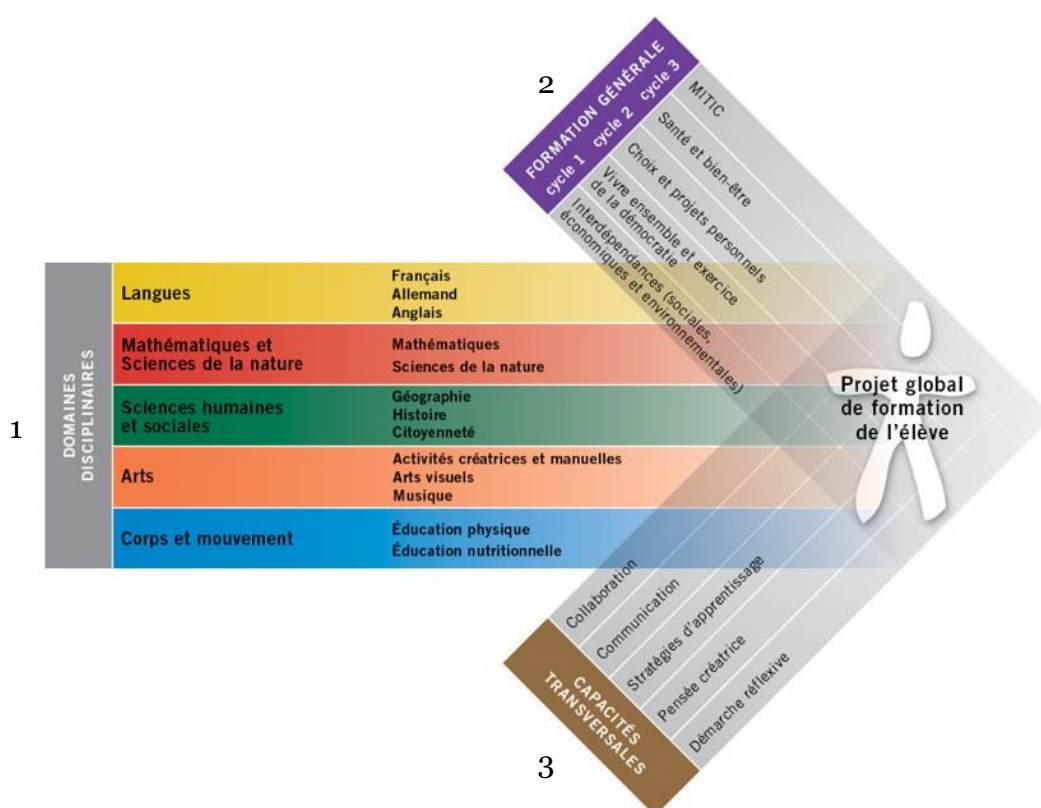 2
FORMATION GÉNÉRALE
cycle 1 cycle 2 cycle 3
MITIC
Santé et bien-être
Choix et projets personnels
Vivre ensemble et exercice
de la démocratie
Interdépendances (sociales,
économiques et environnementales)
1
DOMAINES
DISCIPLINAIRES
Langues
Français
Allemand
Anglais
Mathématiques et
Sciences de la nature
Mathématiques
Sciences de la nature
Sciences humaines
et sociales
Géographie
Histoire
Citoyenneté
Arts
Activités créatrices et manuelles
Arts visuels
Musique
Corps et mouvement
Éducation physique
Éducation nutritionnelle
Projet global
de formation
de l'élève
3
CAPACITÉS
TRANSVERSALES
Collaboration
Communication
Stratégies d'apprentissage
Pensée créatrice
Démarche réflexive